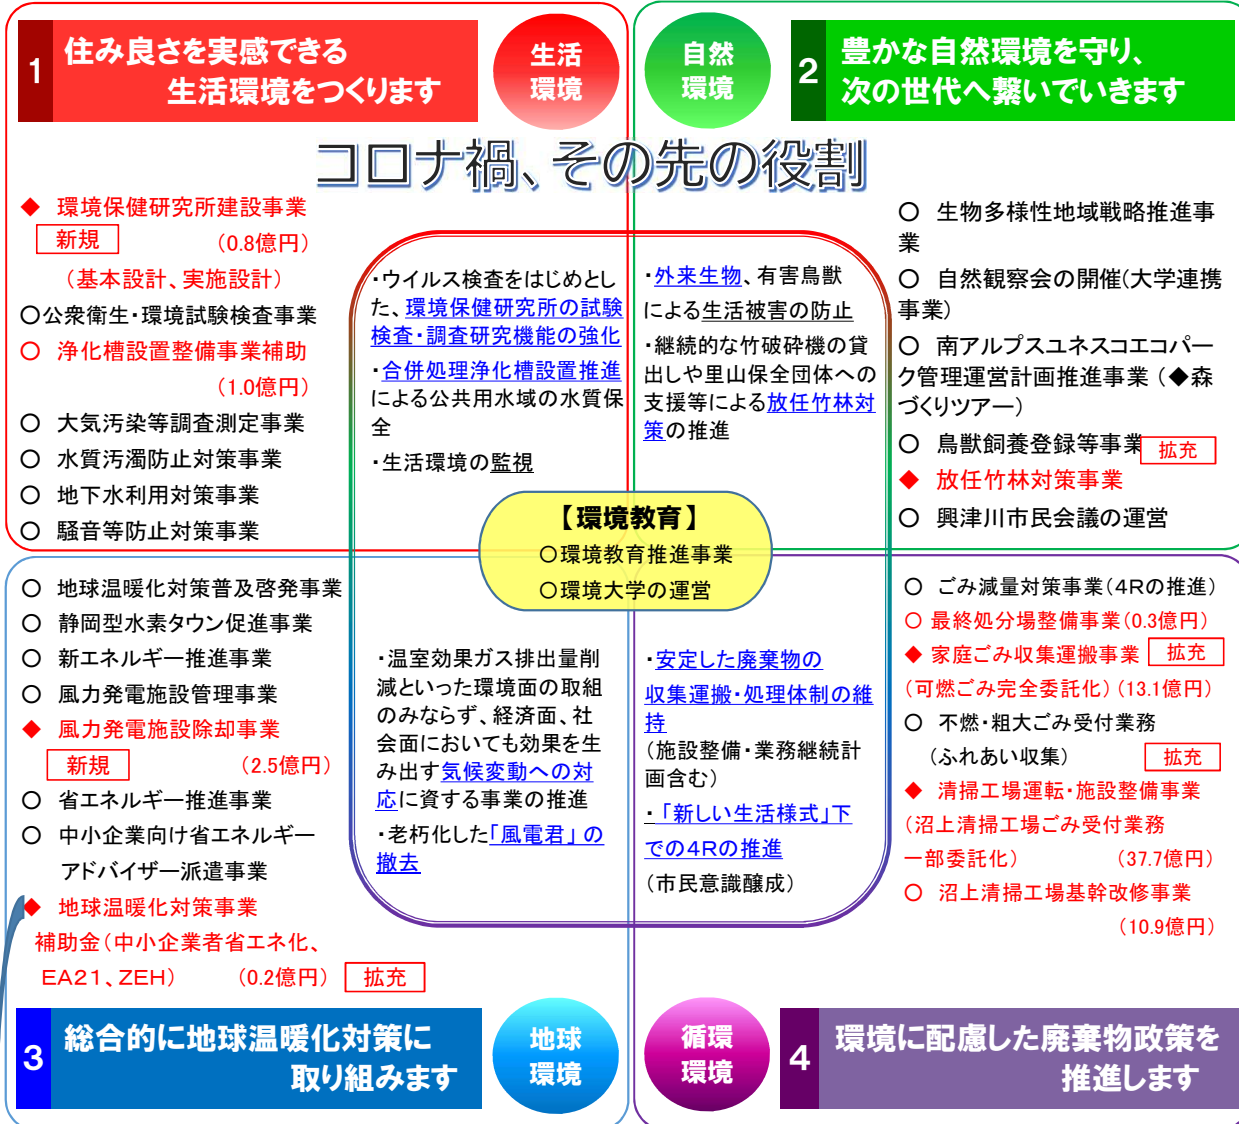 1 住み良さを実感できる
生活環境をつくります
生活
環境
自然
環境
2 豊かな自然環境を守り、
次の世代へ繋いでいきます
コロナ禍、その先の役割
◆ 環境保健研究所建設事業
新規 (0.8億円)
(基本設計、実施設計)
○公衆衛生・環境試験検査事業
○ 浄化槽設置整備事業補助
(1.0億円)
○ 大気汚染等調査測定事業
○ 水質汚濁防止対策事業
○ 地下水利用対策事業
○ 騒音等防止対策事業
・ウイルス検査をはじめとし
た、環境保健研究所の試験
検査・調査研究機能の強化
・合併処理浄化槽設置推進
による公共用水域の水質保
全
・生活環境の監視
・外来生物、有害鳥獣
による生活被害の防止
・継続的な竹破砕機の貸
出しや里山保全団体への
支援等による放任竹林対
策の推進
○ 生物多様性地域戦略推進事
業
○ 自然観察会の開催(大学連携
事業)
○ 南アルプスユネスコエコパー
ク管理運営計画推進事業(◆森
づくりツアー)
○ 鳥獣飼養登録等事業
拡充
◆ 放任竹林対策事業
○ 興津川市民会議の運営
【環境教育】
○環境教育推進事業
○環境大学の運営
○ 地球温暖化対策普及啓発事業
○ 静岡型水素タウン促進事業
○ 新エネルギー推進事業
○ 風力発電施設管理事業
◆ 風力発電施設除却事業
新規 (2.5億円)
○ 省エネルギー推進事業
○ 中小企業向け省エネルギー
アドバイザー派遣事業
◆ 地球温暖化対策事業
補助金(中小企業者省エネ化、
EA21、ZEH) (0.2億円) 拡充
・温室効果ガス排出量削
減といった環境面の取組
のみならず、経済面、社
会面においても効果を生
み出す気候変動への対
応に資する事業の推進
・老朽化した「風電君」の
撤去
・安定した廃棄物の
収集運搬・処理体制の維
持
(施設整備・業務継続計
画含む)
・「新しい生活様式」下
での4Rの推進
(市民意識醸成)
○ ごみ減量対策事業(4Rの推進)
○ 最終処分場整備事業(0.3億円)
◆ 家庭ごみ収集運搬事業 拡充
(可燃ごみ完全委託化)(13.1億円)
○ 不燃・粗大ごみ受付業務
(ふれあい収集) 拡充
◆ 清掃工場運転・施設整備事業
(沼上清掃工場ごみ受付業務
一部委託化) (37.7億円)
○ 沼上清掃工場基幹改修事業
(10.9億円)
3 総合的に地球温暖化対策に
取り組みます
地球
環境
循環
環境
4 環境に配慮した廃棄物政策を
推進します